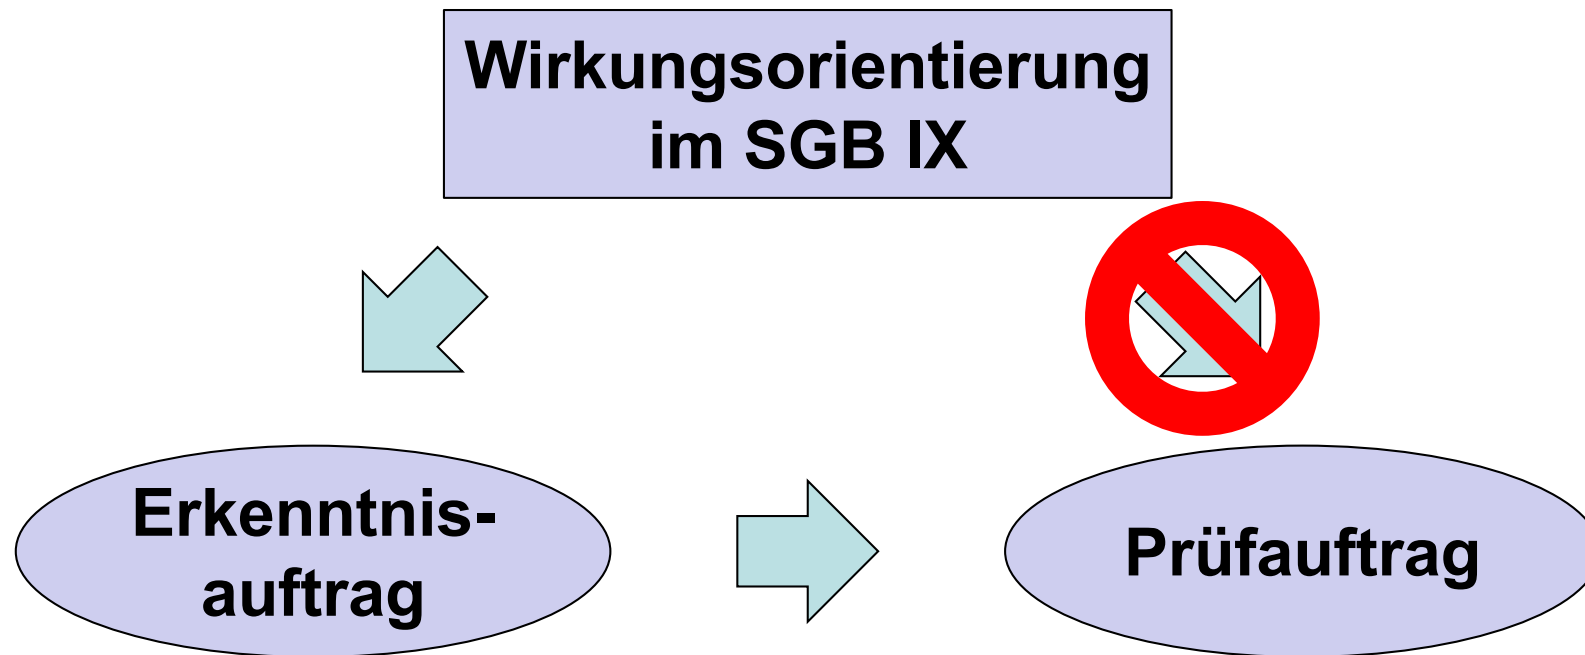 Wirkungsorientierung
im SGB IX
Erkenntnis-
auftrag
Prüfauftrag